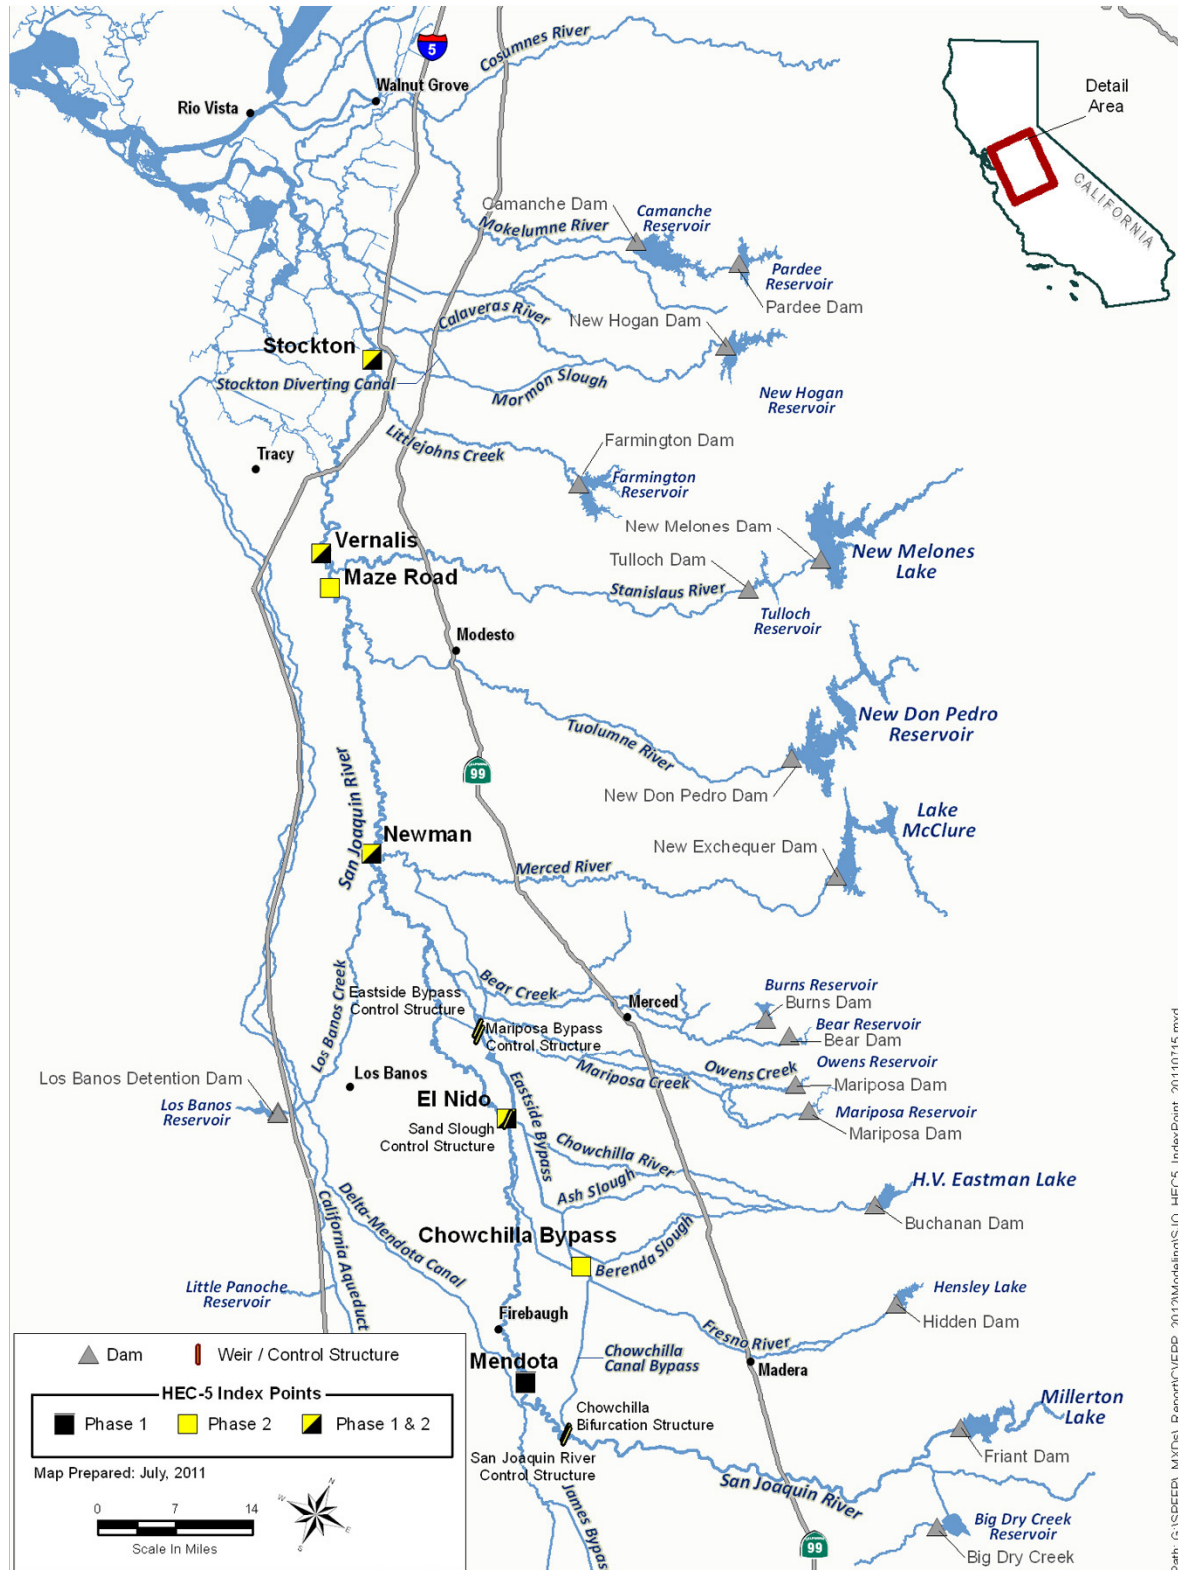 5
Cosumnes River
Walnut Grove
Rio Vista
Detail
Area
CALIFORNIA
Camanche Dam
Camanche
Reservoir
Mokelumne River
Pardee
Reservoir
Pardee Dam
Calaveras River
New Hogan Dam
Stockton
Stockton Diverting Canal
Mormon Slough
New Hogan
Reservoir
Littlejohns Creek
Farmington Dam
Tracy
Farmington
Reservoir
New Melones Dam
Vernalis
New Melones
Lake
Tulloch Dam
Maze Road
Stanislaus River
Tulloch
Reservoir
Modesto
New Don Pedro
Reservoir
Tuolumne River
San Joaquin River
99
New Don Pedro Dam
Lake
McClure
Newman
New Exchequer Dam
Merced River
Bear Creek
Burns Reservoir
Eastside Bypass
Control Structure
Merced
Burns Dam
Bear Reservoir
Mariposa Bypass
Control Structure
Bear Dam
Los Banos Creek
Owens Reservoir
Owens Creek
Mariposa Creek
Los Banos
Los Banos Detention Dam
Mariposa Dam
Eastside Bypass
El Nido
Los Banos
Reservoir
Mariposa Reservoir
Sand Slough
Control Structure
Mariposa Dam
Chowchilla River
Ash Slough
H.V. Eastman Lake
Delta-Mendota Canal
California Aqueduct
Buchanan Dam
Chowchilla Bypass
Berenda Slough
Little Panoche
Reservoir
Hensley Lake
Firebaugh
Hidden Dam
Fresno River
Mendota
Chowchilla
Canal Bypass
Madera
Millerton
Lake
Chowchilla
Bifurcation Structure
Friant Dam
San Joaquin River
Control Structure
San Joaquin River
James Bypass
Big Dry Creek
Reservoir
99
Big Dry Creek
Dam
Weir / Control Structure
HEC-5 Index Points
Phase 1
Phase 2
Phase 1 & 2
Map Prepared: July, 2011
0 7 14
Scale In Miles
N
W
E
S
Path: G:\SPEEP\_MXDs\_Report\CVFPP_2012\Modeling\SJQ_HEC5_IndexPoint_20110715.mxd